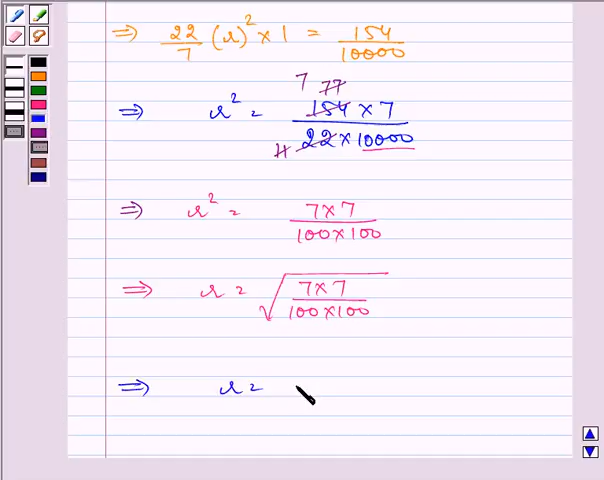 ⇒ 22/7 (r)² × 1 = 154/10000
7 77
⇒ r² = 154 × 7 / 22 × 10000
11
⇒ r² = 7 × 7 / 100 × 100
⇒ r = √(7 × 7 / 100 × 100)
⇒ r =